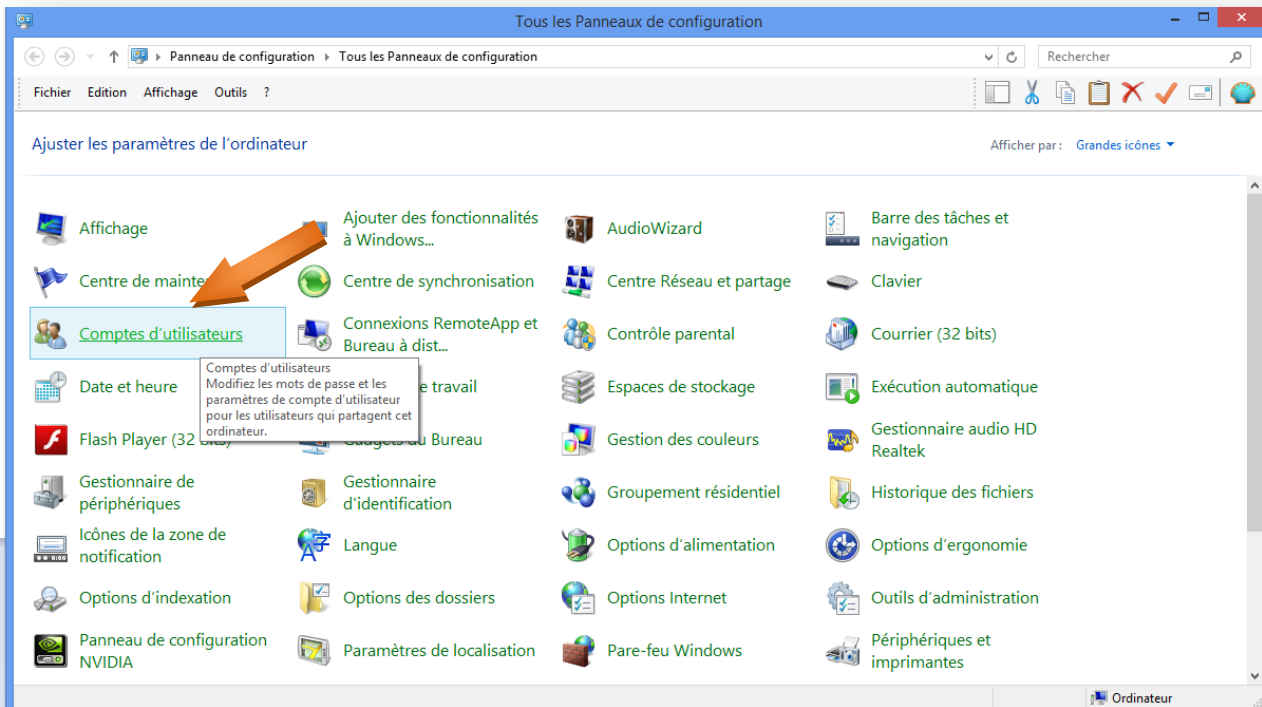 Tous les Panneaux de configuration
Panneau de configuration Tous les Panneaux de configuration
Rechercher
Fichier Edition Affichage Outils ?
Ajuster les paramètres de l'ordinateur
Afficher par : Grandes icônes
Affichage
Ajouter des fonctionnalités
à Windows...
AudioWizard
Barre des tâches et
navigation
Centre de mainte
Centre de synchronisation
Centre Réseau et partage
Clavier
Comptes d'utilisateurs
Connexions RemoteApp et
Bureau à dist...
Contrôle parental
Courrier (32 bits)
Comptes d'utilisateurs
Modifiez les mots de passe et les
paramètres de compte d'utilisateur
pour les utilisateurs qui partagent cet
ordinateur.
Date et heure
e travail
Espaces de stockage
Exécution automatique
Flash Player (32 bits)
Gadgets du Bureau
Gestion des couleurs
Gestionnaire audio HD
Realtek
Gestionnaire de
périphériques
Gestionnaire
d'identification
Groupement résidentiel
Historique des fichiers
Icônes de la zone de
notification
Langue
Options d'alimentation
Options d'ergonomie
Options d'indexation
Options des dossiers
Options Internet
Outils d'administration
Panneau de configuration
NVIDIA
Paramètres de localisation
Pare-feu Windows
Périphériques et
imprimantes
Ordinateur